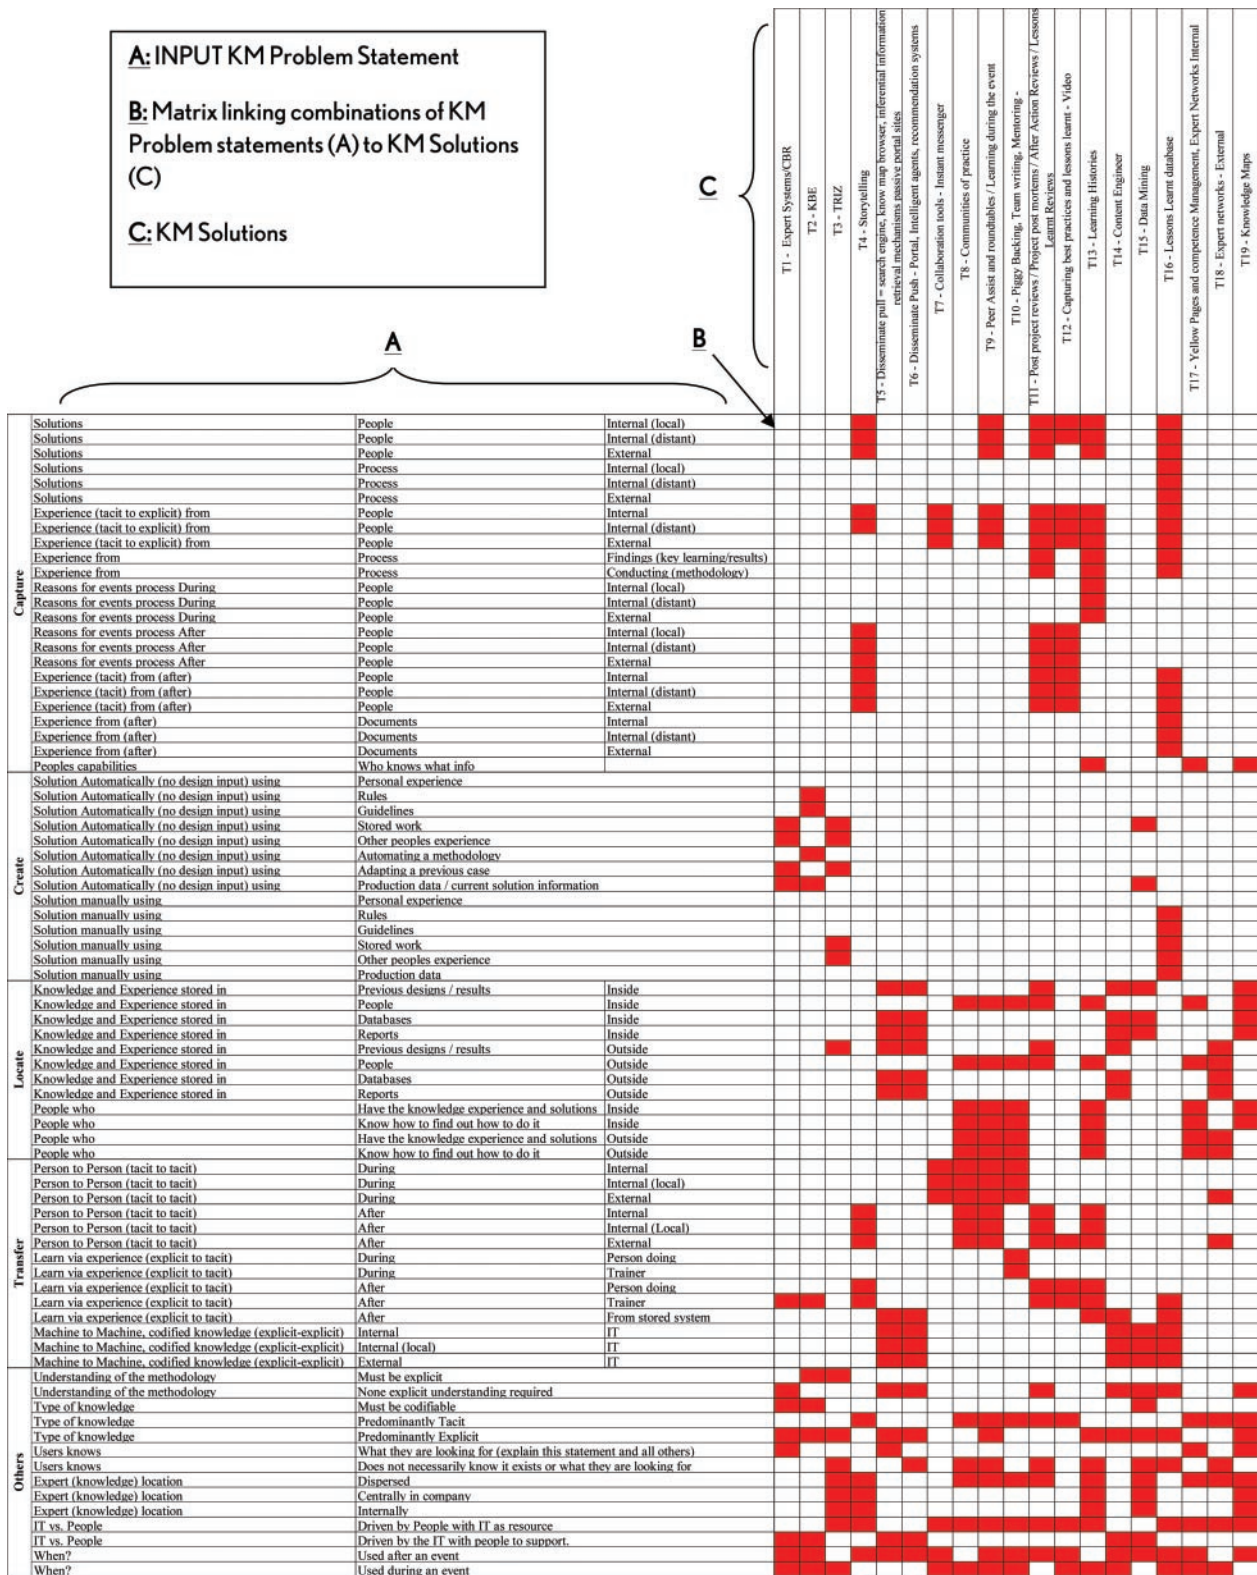 A: INPUT KM Problem Statement
B: Matrix linking combinations of KM
Problem statements (A) to KM Solutions
(C)
C: KM Solutions
A
B
C
T1 - Expert Systems/CBR
T2 - KBE
T3 - TRIZ
T4 - Storytelling
T5 - Disseminate pull = search engine, know map browser, inferential information
retrieval mechanisms passive portal sites
T6 - Disseminate Push - Portal, Intelligent agents, recommendation systems
T7 - Collaboration tools - Instant messenger
T8 - Communities of practice
T9 - Peer Assist and roundtables / Learning during the event
T10 - Piggy Backing, Team writing, Mentoring -
T11 - Post project reviews / Project post mortems / After Action Reviews / Lessons
Learnt Reviews
T12 - Capturing best practices and lessons learnt - Video
T13 - Learning Histories
T14 - Content Engineer
T15 - Data Mining
T16 - Lessons Learnt database
T17 - Yellow Pages and competence Management, Expert Networks Internal
T18 - Expert networks - External
T19 - Knowledge Maps
Capture
Solutions People Internal (local)
Solutions People Internal (distant)
Solutions People External
Solutions Process Internal (local)
Solutions Process Internal (distant)
Solutions Process External
Experience (tacit to explicit) from People Internal
Experience (tacit to explicit) from People Internal (distant)
Experience (tacit to explicit) from People External
Experience from Process Findings (key learning/results)
Experience from Process Conducting (methodology)
Reasons for events process During People Internal (local)
Reasons for events process During People Internal (distant)
Reasons for events process During People External
Reasons for events process After People Internal (local)
Reasons for events process After People Internal (distant)
Reasons for events process After People External
Experience (tacit) from (after) People Internal
Experience (tacit) from (after) People Internal (distant)
Experience (tacit) from (after) People External
Experience from (after) Documents Internal
Experience from (after) Documents Internal (distant)
Experience from (after) Documents External
Peoples capabilities Who knows what info
Create
Solution Automatically (no design input) using Personal experience
Solution Automatically (no design input) using Rules
Solution Automatically (no design input) using Guidelines
Solution Automatically (no design input) using Stored work
Solution Automatically (no design input) using Other peoples experience
Solution Automatically (no design input) using Automating a methodology
Solution Automatically (no design input) using Adapting a previous case
Solution Automatically (no design input) using Production data / current solution information
Solution manually using Personal experience
Solution manually using Rules
Solution manually using Guidelines
Solution manually using Stored work
Solution manually using Other peoples experience
Solution manually using Production data
Locate
Knowledge and Experience stored in Previous designs / results Inside
Knowledge and Experience stored in People Inside
Knowledge and Experience stored in Databases Inside
Knowledge and Experience stored in Reports Inside
Knowledge and Experience stored in Previous designs / results Outside
Knowledge and Experience stored in People Outside
Knowledge and Experience stored in Databases Outside
Knowledge and Experience stored in Reports Outside
People who Have the knowledge experience and solutions Inside
People who Know how to find out how to do it Inside
People who Have the knowledge experience and solutions Outside
People who Know how to find out how to do it Outside
Transfer
Person to Person (tacit to tacit) During Internal
Person to Person (tacit to tacit) During Internal (local)
Person to Person (tacit to tacit) During External
Person to Person (tacit to tacit) After Internal
Person to Person (tacit to tacit) After Internal (Local)
Person to Person (tacit to tacit) After External
Learn via experience (explicit to tacit) During Person doing
Learn via experience (explicit to tacit) During Trainer
Learn via experience (explicit to tacit) After Person doing
Learn via experience (explicit to tacit) After Trainer
Learn via experience (explicit to tacit) After From stored system
Machine to Machine, codified knowledge (explicit-explicit) Internal IT
Machine to Machine, codified knowledge (explicit-explicit) Internal (local) IT
Machine to Machine, codified knowledge (explicit-explicit) External IT
Others
Understanding of the methodology Must be explicit
Understanding of the methodology None explicit understanding required
Type of knowledge Must be codifiable
Type of knowledge Predominantly Tacit
Type of knowledge Predominantly Explicit
Users knows What they are looking for (explain this statement and all others)
Users knows Does not necessarily know it exists or what they are looking for
Expert (knowledge) location Dispersed
Expert (knowledge) location Centrally in company
Expert (knowledge) location Internally
IT vs. People Driven by People with IT as resource
IT vs. People Driven by the IT with people to support.
When? Used after an event
When? Used during an event